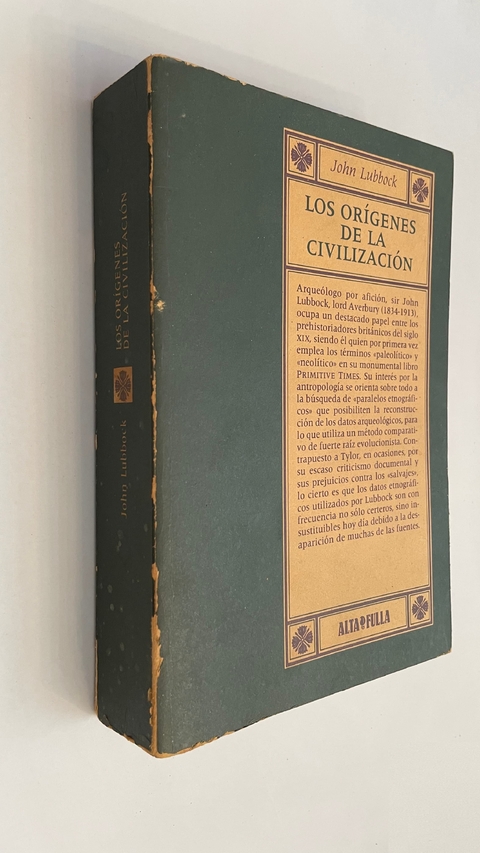 John Lubbock
LOS ORÍGENES
DE LA
CIVILIZACIÓN
Arqueólogo por afición, sir John
Lubbock, lord Averbury (1834-1913),
ocupa un destacado papel entre los
prehistoriadores británicos del siglo
XIX, siendo él quien por primera vez
emplea los términos «paleolítico» y
«neolítico» en su monumental libro
PRIMITIVE TIMES. Su interés por la
antropología se orienta sobre todo a
la búsqueda de «paralelos etnográfi-
cos» que posibiliten la reconstruc-
ción de los datos arqueológicos, para
lo que utiliza un método comparati-
vo de fuerte raíz evolucionista. Con-
trapuesto a Tylor, en ocasiones, por
su escaso criticismo documental y
sus prejuicios contra los «salvajes»,
lo cierto es que los datos etnográfi-
cos utilizados por Lubbock son con
frecuencia no sólo certeros, sino in-
sustituibles hoy día debido a la des-
aparición de muchas de las fuentes.
ALTA FULLA
John Lubbock
LOS ORÍGENES
DE LA CIVILIZACIÓN